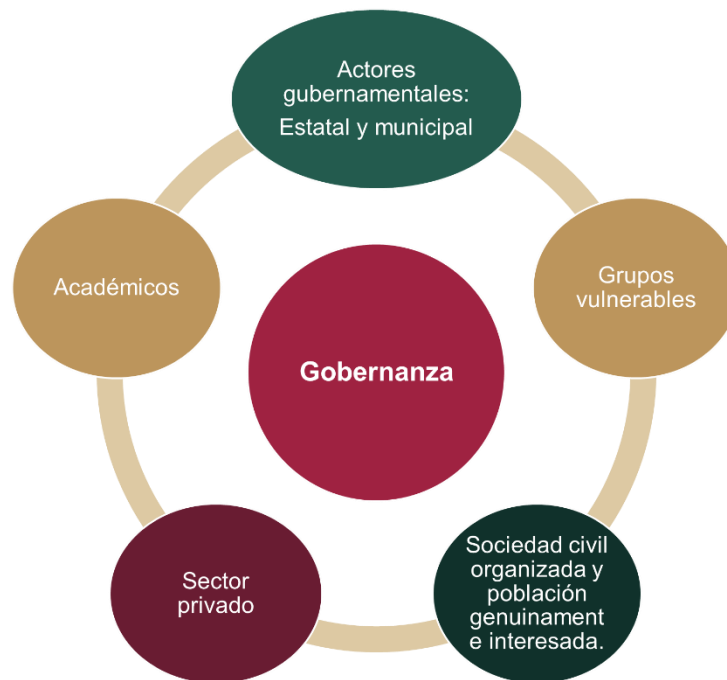 Actores
gubernamentales:
Estatal y municipal
Académicos
Grupos
vulnerables
Gobernanza
Sector
privado
Sociedad civil
organizada y
población
genuinament
e interesada.